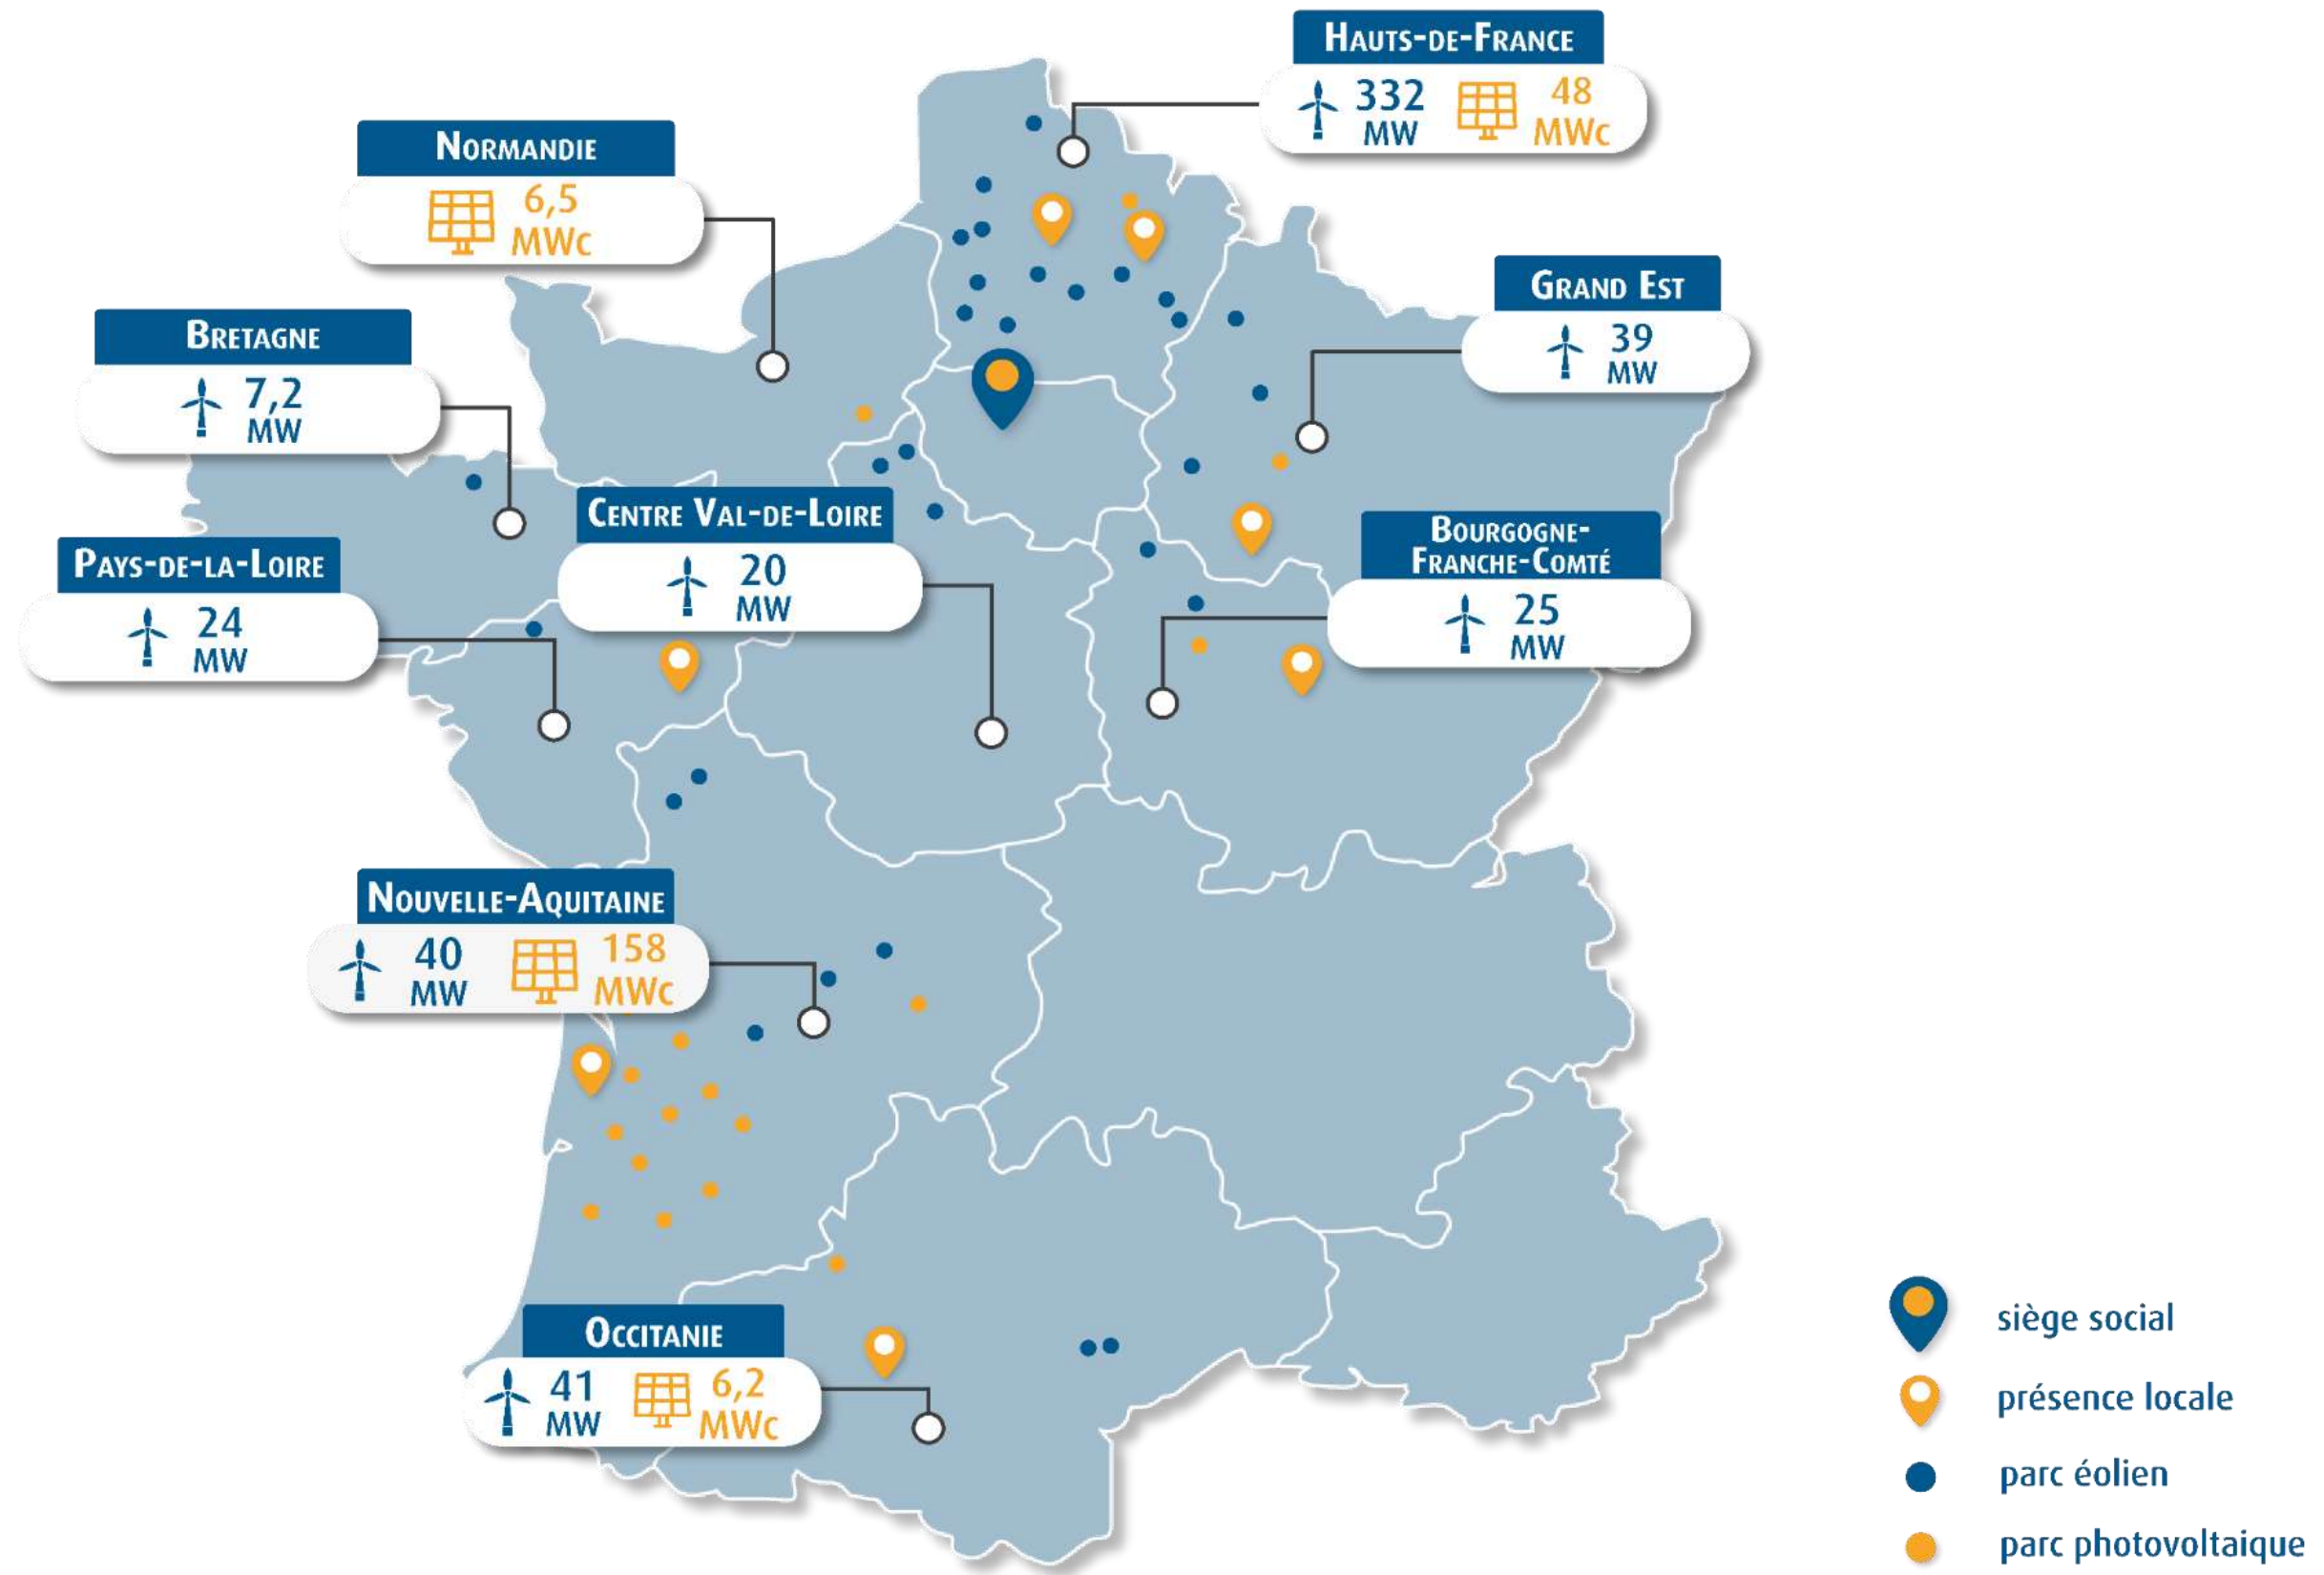 HAUTS-DE-FRANCE
332
MW
48
MWc
NORMANDIE
6,5
MWc
GRAND EST
39
MW
BRETAGNE
7,2
MW
CENTRE VAL-DE-LOIRE
20
MW
BOURGOGNE-
FRANCHE-COMTÉ
25
MW
PAYS-DE-LA-LOIRE
24
MW
NOUVELLE-AQUITAINE
40
MW
158
MWc
OCCITANIE
41
MW
6,2
MWc
siège social
présence locale
parc éolien
parc photovoltaique